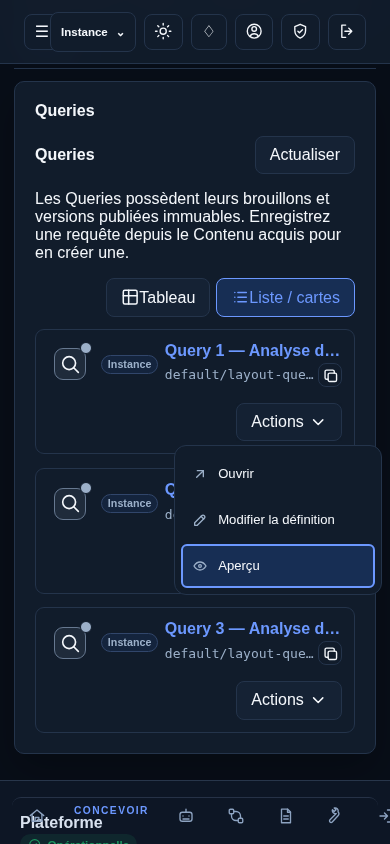 Instance
Queries
Queries
Actualiser
Les Queries possèdent leurs brouillons et
versions publiées immuables. Enregistrez
une requête depuis le Contenu acquis pour
en créer une.
Tableau
Liste / cartes
Query 1 — Analyse d…
Instance
default/layout-que…
Actions
Instance
Ouvrir
Modifier la définition
Aperçu
Query 3 — Analyse d…
Instance
default/layout-que…
Actions
CONCEVOIR
Plateforme
Opérationnelle